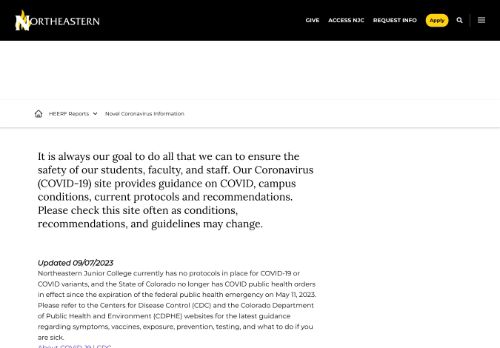 NORTHEASTERN
GIVE ACCESS NJC REQUEST INFO Apply
HEERF Reports Novel Coronavirus Information
It is always our goal to do all that we can to ensure the
safety of our students, faculty, and staff. Our Coronavirus
(COVID-19) site provides guidance on COVID, campus
conditions, current protocols and recommendations.
Please check this site often as conditions,
recommendations, and guidelines may change.
Updated 09/07/2023
Northeastern Junior College currently has no protocols in place for COVID-19 or
COVID variants, and the State of Colorado no longer has COVID public health orders
in effect since the expiration of the federal public health emergency on May 11, 2023.
Please refer to the Centers for Disease Control (CDC) and the Colorado Department
of Public Health and Environment (CDPHE) websites for the latest guidance
regarding symptoms, vaccines, exposure, prevention, testing, and what to do if you
are sick.
About COVID-19 | CDC